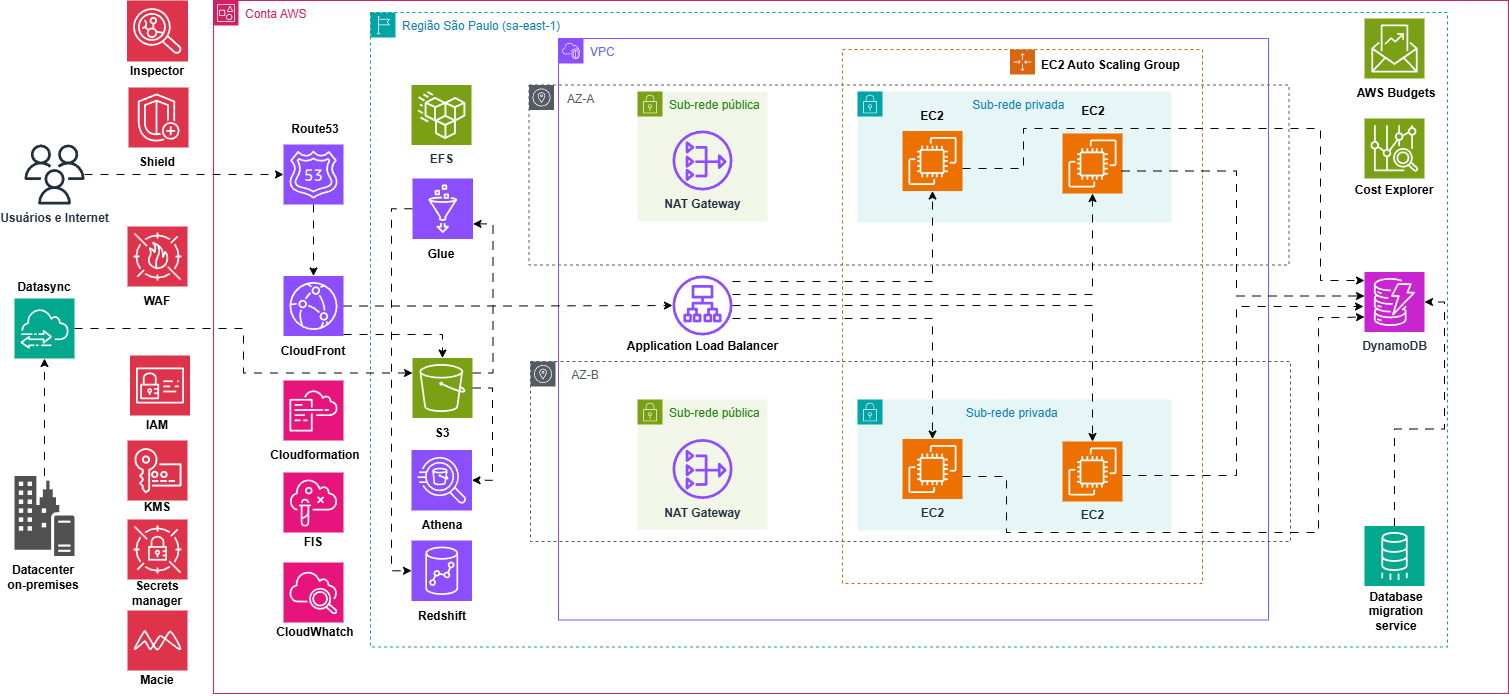 Conta AWS
Região São Paulo (sa-east-1)
VPC
EC2 Auto Scaling Group
Inspector
Shield
Usuários e Internet
WAF
Datasync
IAM
KMS
Secrets
manager
Macie
Datacenter
on-premises
Route53
53
CloudFront
Cloudformation
FIS
CloudWhatch
EFS
Glue
S3
Athena
Redshift
AZ-A
Sub-rede pública
NAT Gateway
Sub-rede privada
EC2
EC2
Application Load Balancer
AZ-B
Sub-rede pública
NAT Gateway
Sub-rede privada
EC2
EC2
AWS Budgets
Cost Explorer
DynamoDB
Database
migration
service